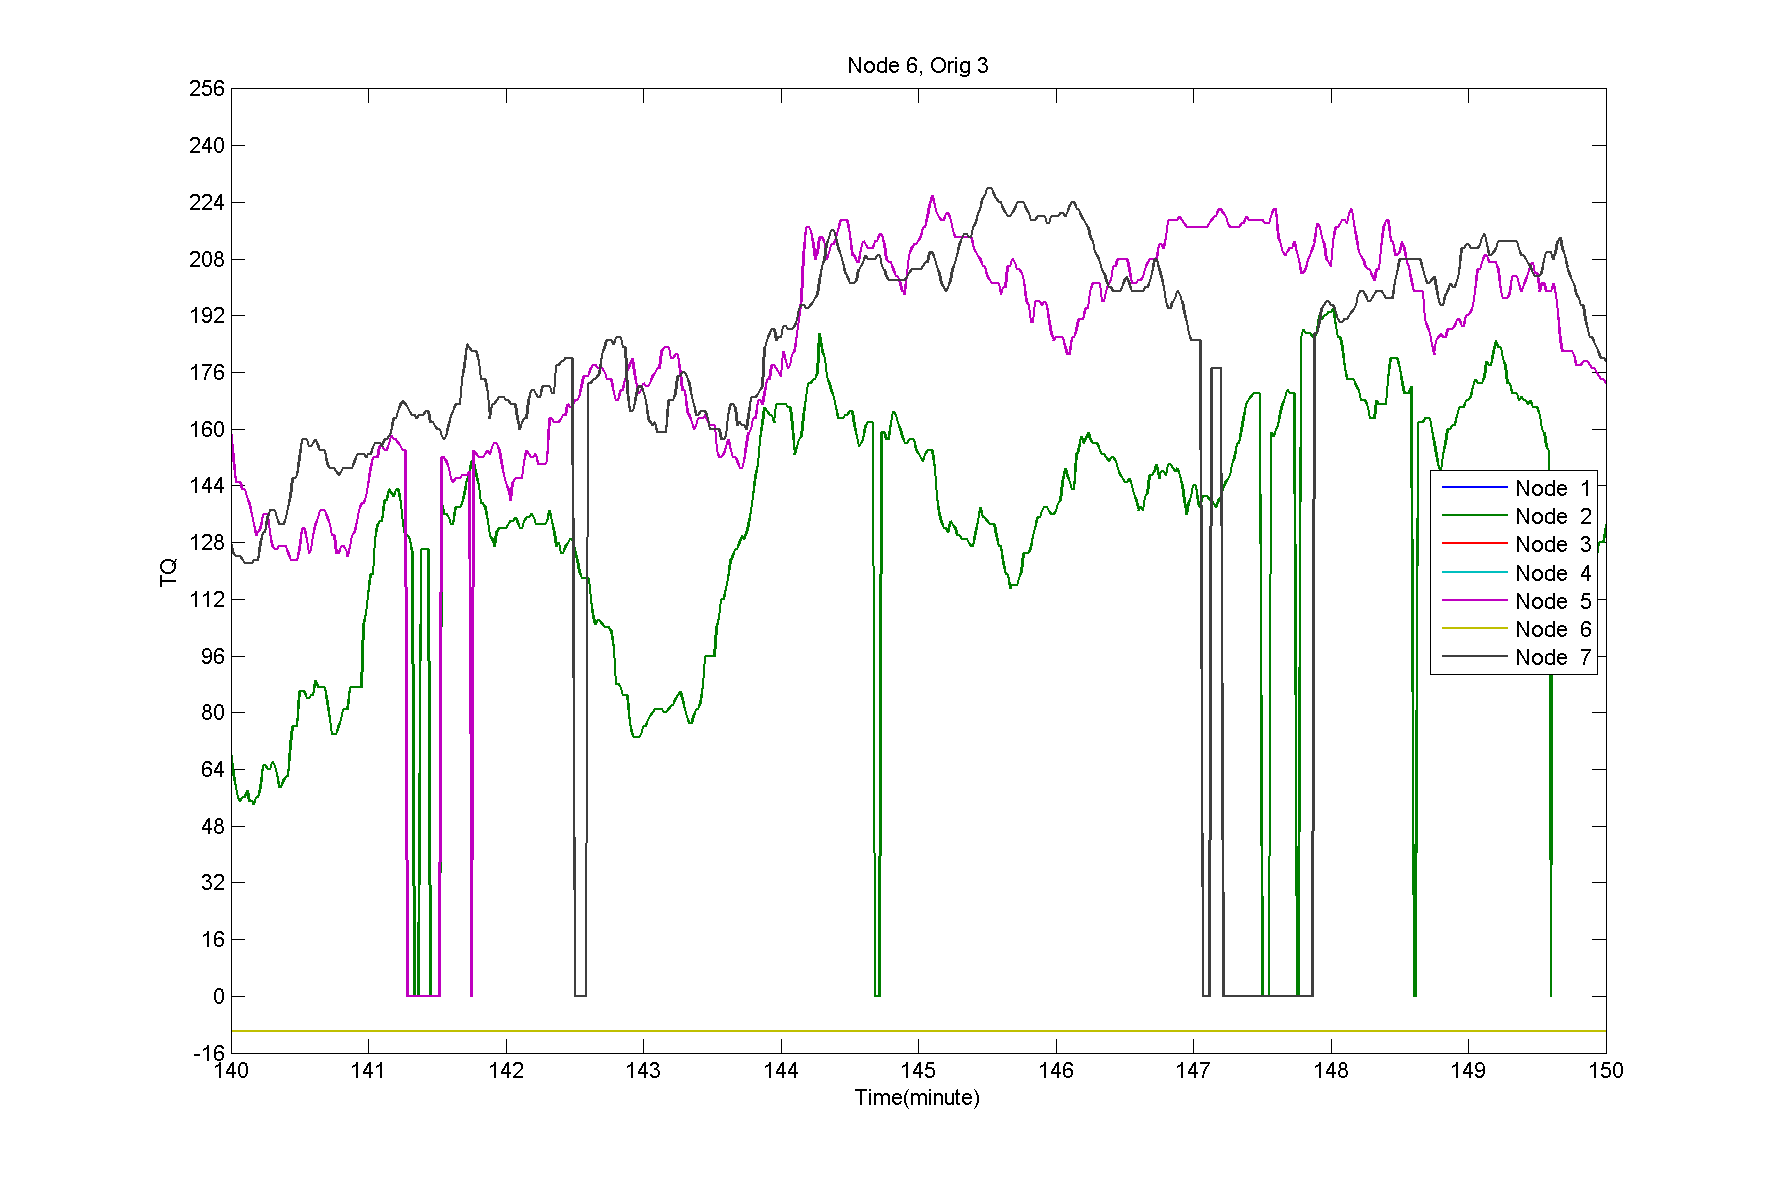 Node 6, Orig 3
256
240
224
208
192
176
160
144
128
112
96
80
64
48
32
16
0
-16
TQ
140 141 142 143 144 145 146 147 148 149 150
Time(minute)
Node 1
Node 2
Node 3
Node 4
Node 5
Node 6
Node 7